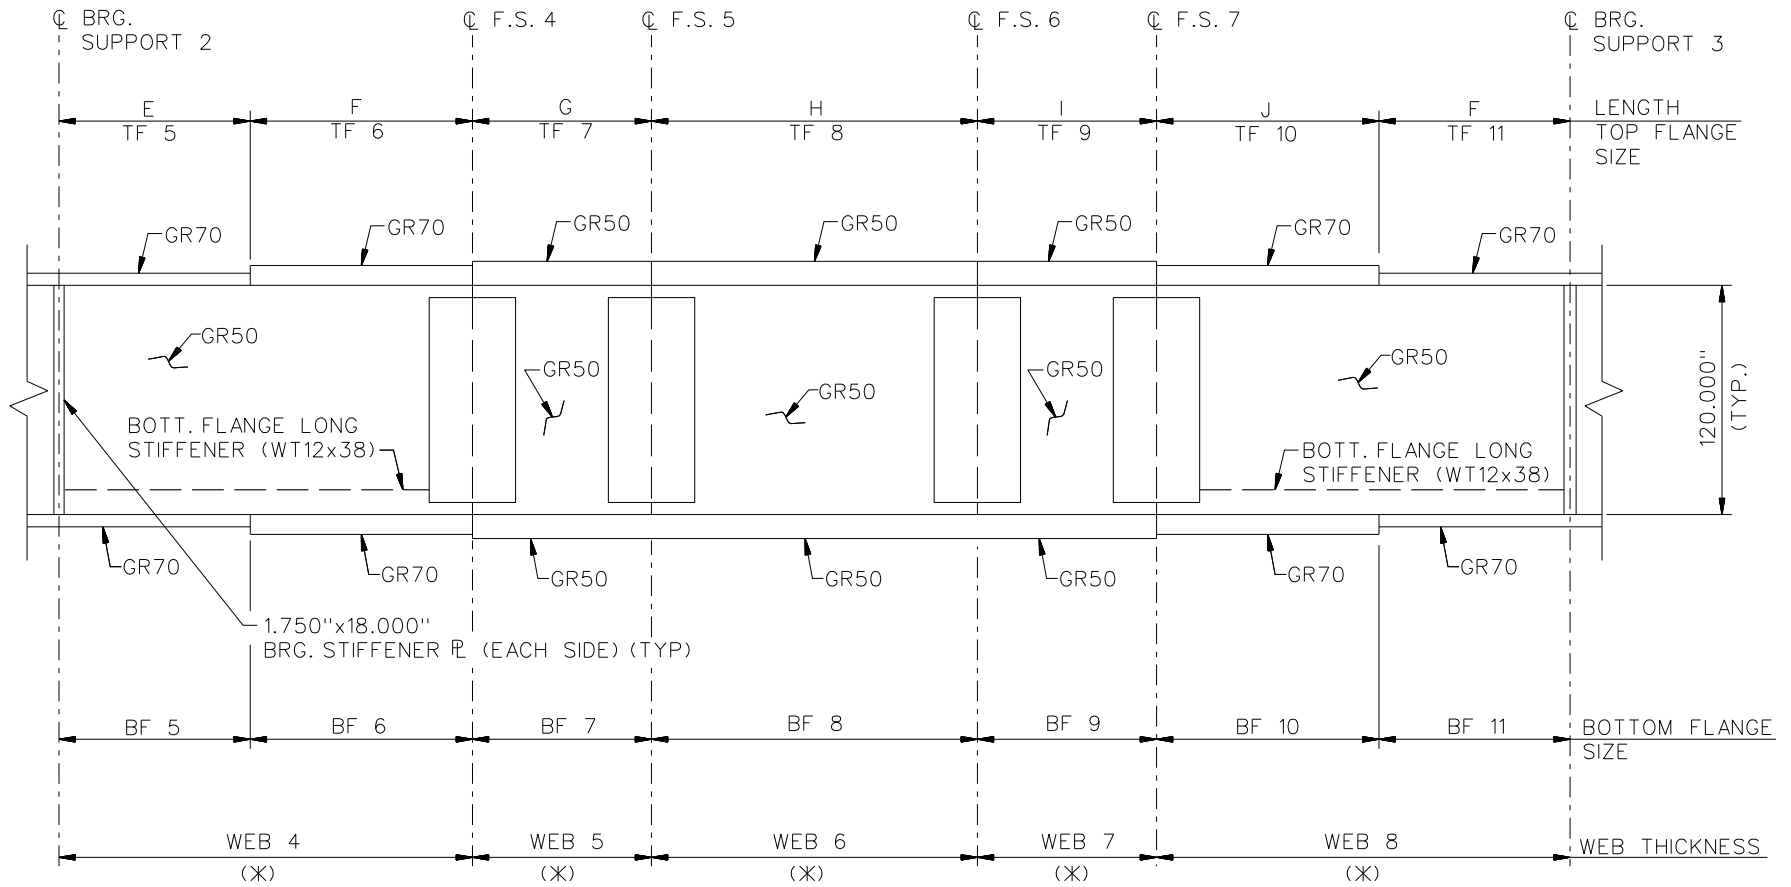 ℄ BRG.
SUPPORT 2
℄ F.S. 4
℄ F.S. 5
℄ F.S. 6
℄ F.S. 7
℄ BRG.
SUPPORT 3
E
F
G
H
I
J
F
LENGTH
TF 5
TF 6
TF 7
TF 8
TF 9
TF 10
TF 11
TOP FLANGE
SIZE
GR70
GR70
GR50
GR50
GR50
GR70
GR70
GR50
GR50
GR50
GR50
GR50
120.000"
(TYP.)
BOTT. FLANGE LONG
STIFFENER (WT12x38)
BOTT. FLANGE LONG
STIFFENER (WT12x38)
GR70
GR70
GR50
GR50
GR50
GR70
GR70
1.750"x18.000"
BRG. STIFFENER ⅊ (EACH SIDE) (TYP)
BF 5
BF 6
BF 7
BF 8
BF 9
BF 10
BF 11
BOTTOM FLANGE
SIZE
WEB 4
WEB 5
WEB 6
WEB 7
WEB 8
WEB THICKNESS
(Ж)
(Ж)
(Ж)
(Ж)
(Ж)